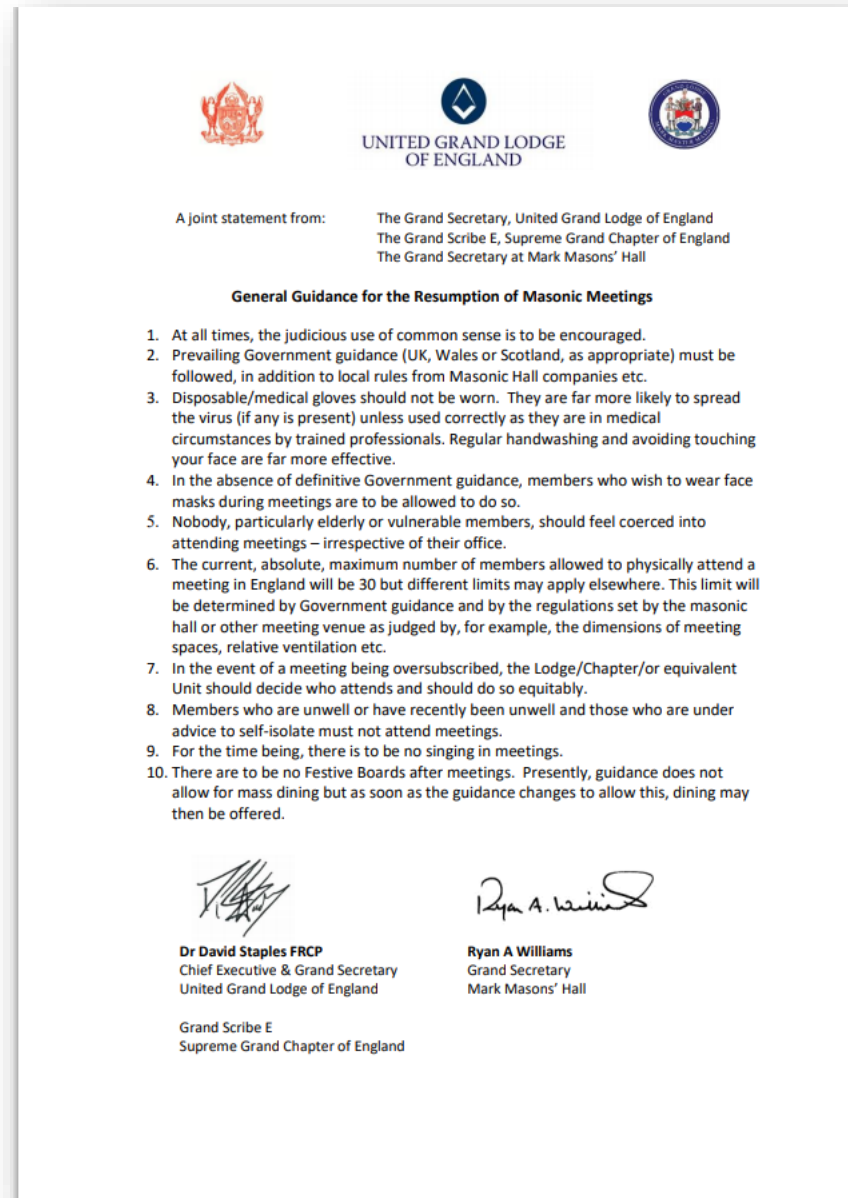 UNITED GRAND LODGE
OF ENGLAND
A joint statement from: The Grand Secretary, United Grand Lodge of England
The Grand Scribe E, Supreme Grand Chapter of England
The Grand Secretary at Mark Masons' Hall
General Guidance for the Resumption of Masonic Meetings
1. At all times, the judicious use of common sense is to be encouraged.
2. Prevailing Government guidance (UK, Wales or Scotland, as appropriate) must be
followed, in addition to local rules from Masonic Hall companies etc.
3. Disposable/medical gloves should not be worn. They are far more likely to spread
the virus (if any is present) unless used correctly as they are in medical
circumstances by trained professionals. Regular handwashing and avoiding touching
your face are far more effective.
4. In the absence of definitive Government guidance, members who wish to wear face
masks during meetings are to be allowed to do so.
5. Nobody, particularly elderly or vulnerable members, should feel coerced into
attending meetings – irrespective of their office.
6. The current, absolute, maximum number of members allowed to physically attend a
meeting in England will be 30 but different limits may apply elsewhere. This limit will
be determined by Government guidance and by the regulations set by the masonic
hall or other meeting venue as judged by, for example, the dimensions of meeting
spaces, relative ventilation etc.
7. In the event of a meeting being oversubscribed, the Lodge/Chapter/or equivalent
Unit should decide who attends and should do so equitably.
8. Members who are unwell or have recently been unwell and those who are under
advice to self-isolate must not attend meetings.
9. For the time being, there is to be no singing in meetings.
10. There are to be no Festive Boards after meetings. Presently, guidance does not
allow for mass dining but as soon as the guidance changes to allow this, dining may
then be offered.
Ryan A. Williams
Dr David Staples FRCP Ryan A Williams
Chief Executive & Grand Secretary Grand Secretary
United Grand Lodge of England Mark Masons' Hall
Grand Scribe E
Supreme Grand Chapter of England